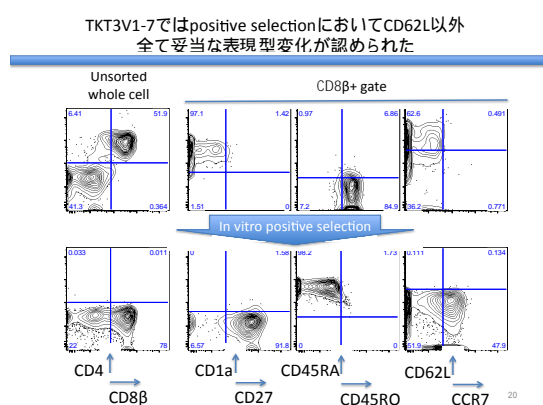 TKT3V1-7ではpositive selectionにおいてCD62L以外
全て妥当な表現型変化が認められた
Unsorted
whole cell
CD8β+ gate
6.41 51.9
97.1 1.42
0.97 6.86
62.6 0.491
41.3 0.364
1.51 0
7.2 84.9
36.2 0.771
In vitro positive selection
0.033 0.011
0 1.58
98.2 1.73
0.111 0.134
22 78
6.57 91.8
0 0
51.9 47.9
CD4
CD8β
CD1a
CD27
CD45RA
CD45RO
CD62L
CCR7
20